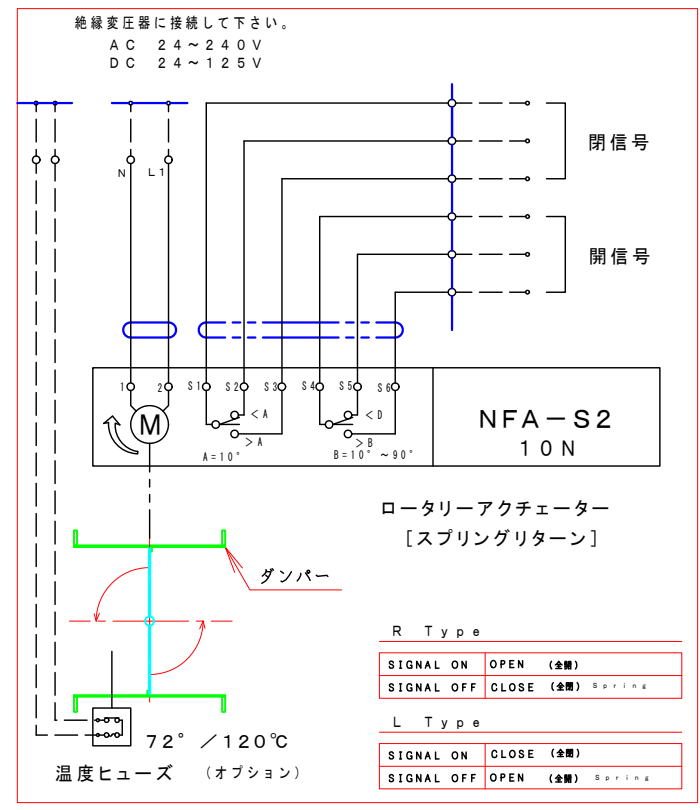 絶縁変圧器に接続して下さい。
AC 24~240V
DC 24~125V
N L1
閉信号
開信号
1 2 S1 S2 S3 S4 S5 S6
M
<A
>A
A=10°
<D
>B
B=10° ~90°
NFA-S2
10N
ロータリーアクチェーター
[スプリングリターン]
ダンパー
R Type
SIGNAL ON OPEN (全開)
SIGNAL OFF CLOSE (全閉) Spring
72° /120℃
温度ヒューズ (オプション)
L Type
SIGNAL ON CLOSE (全閉)
SIGNAL OFF OPEN (全開) Spring